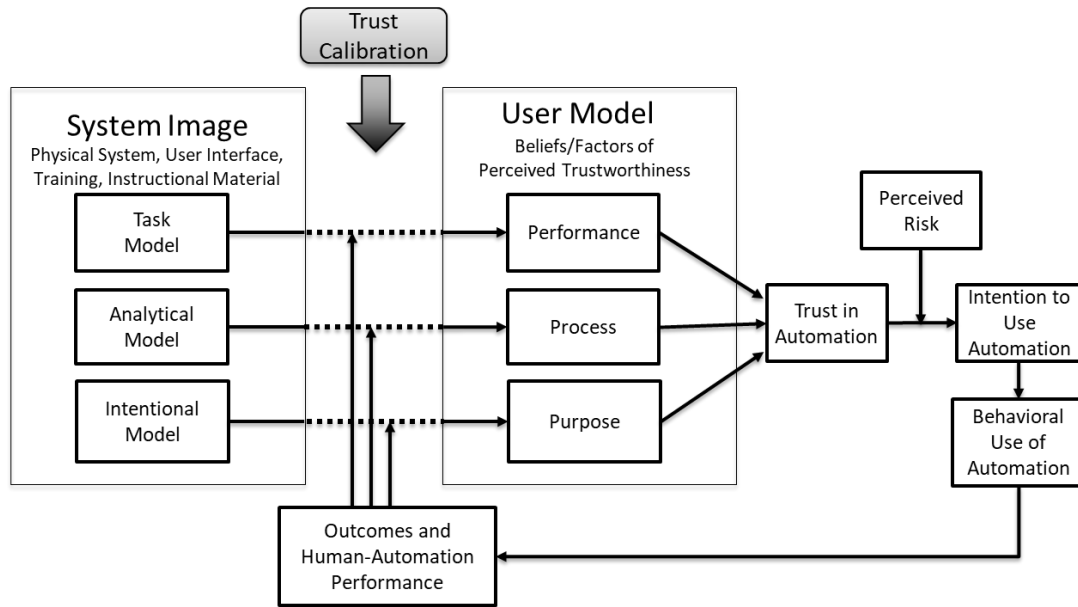 Trust
Calibration
System Image
Physical System, User Interface,
Training, Instructional Material
Task
Model
Analytical
Model
Intentional
Model
User Model
Beliefs/Factors of
Perceived Trustworthiness
Performance
Process
Purpose
Trust in
Automation
Perceived
Risk
Intention to
Use
Automation
Behavioral
Use of
Automation
Outcomes and
Human-Automation
Performance